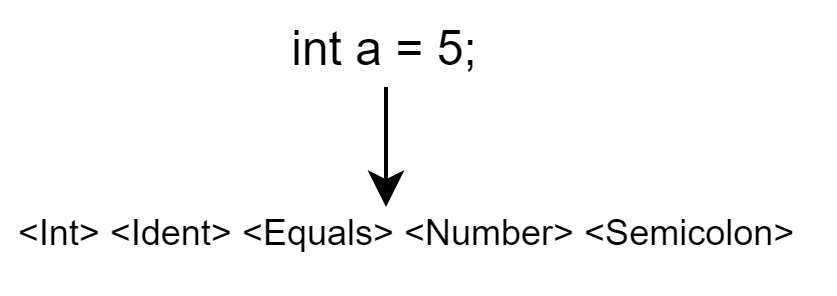 int a = 5;
<Int> <Ident> <Equals> <Number> <Semicolon>